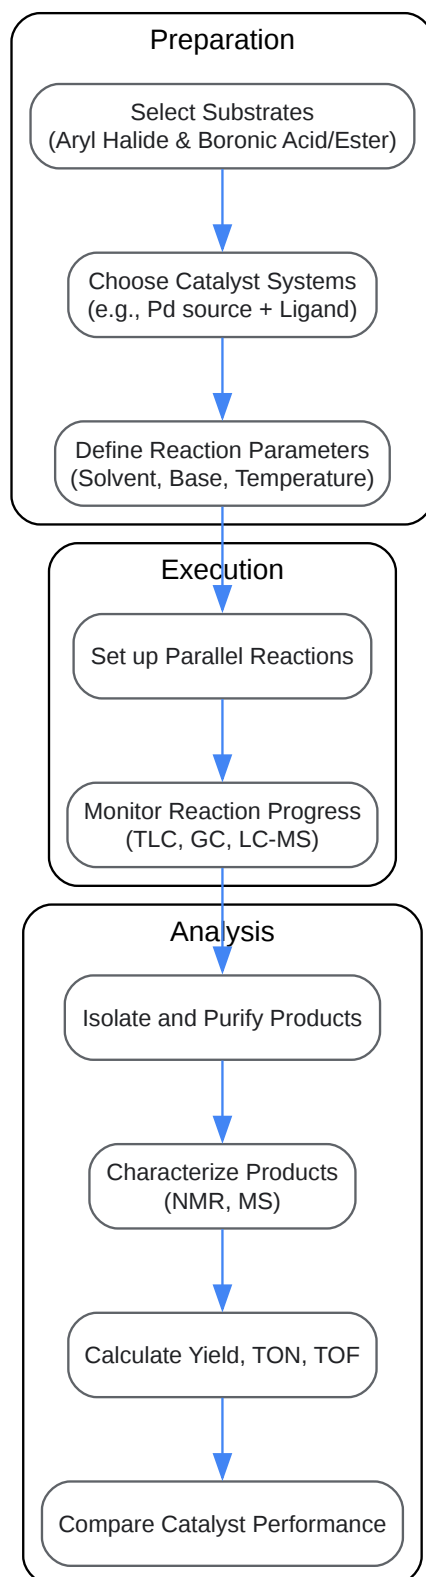 Preparation
Select Substrates
(Aryl Halide & Boronic Acid/Ester)
Choose Catalyst Systems
(e.g., Pd source + Ligand)
Define Reaction Parameters
(Solvent, Base, Temperature)
Execution
Set up Parallel Reactions
Monitor Reaction Progress
(TLC, GC, LC-MS)
Analysis
Isolate and Purify Products
Characterize Products
(NMR, MS)
Calculate Yield, TON, TOF
Compare Catalyst Performance